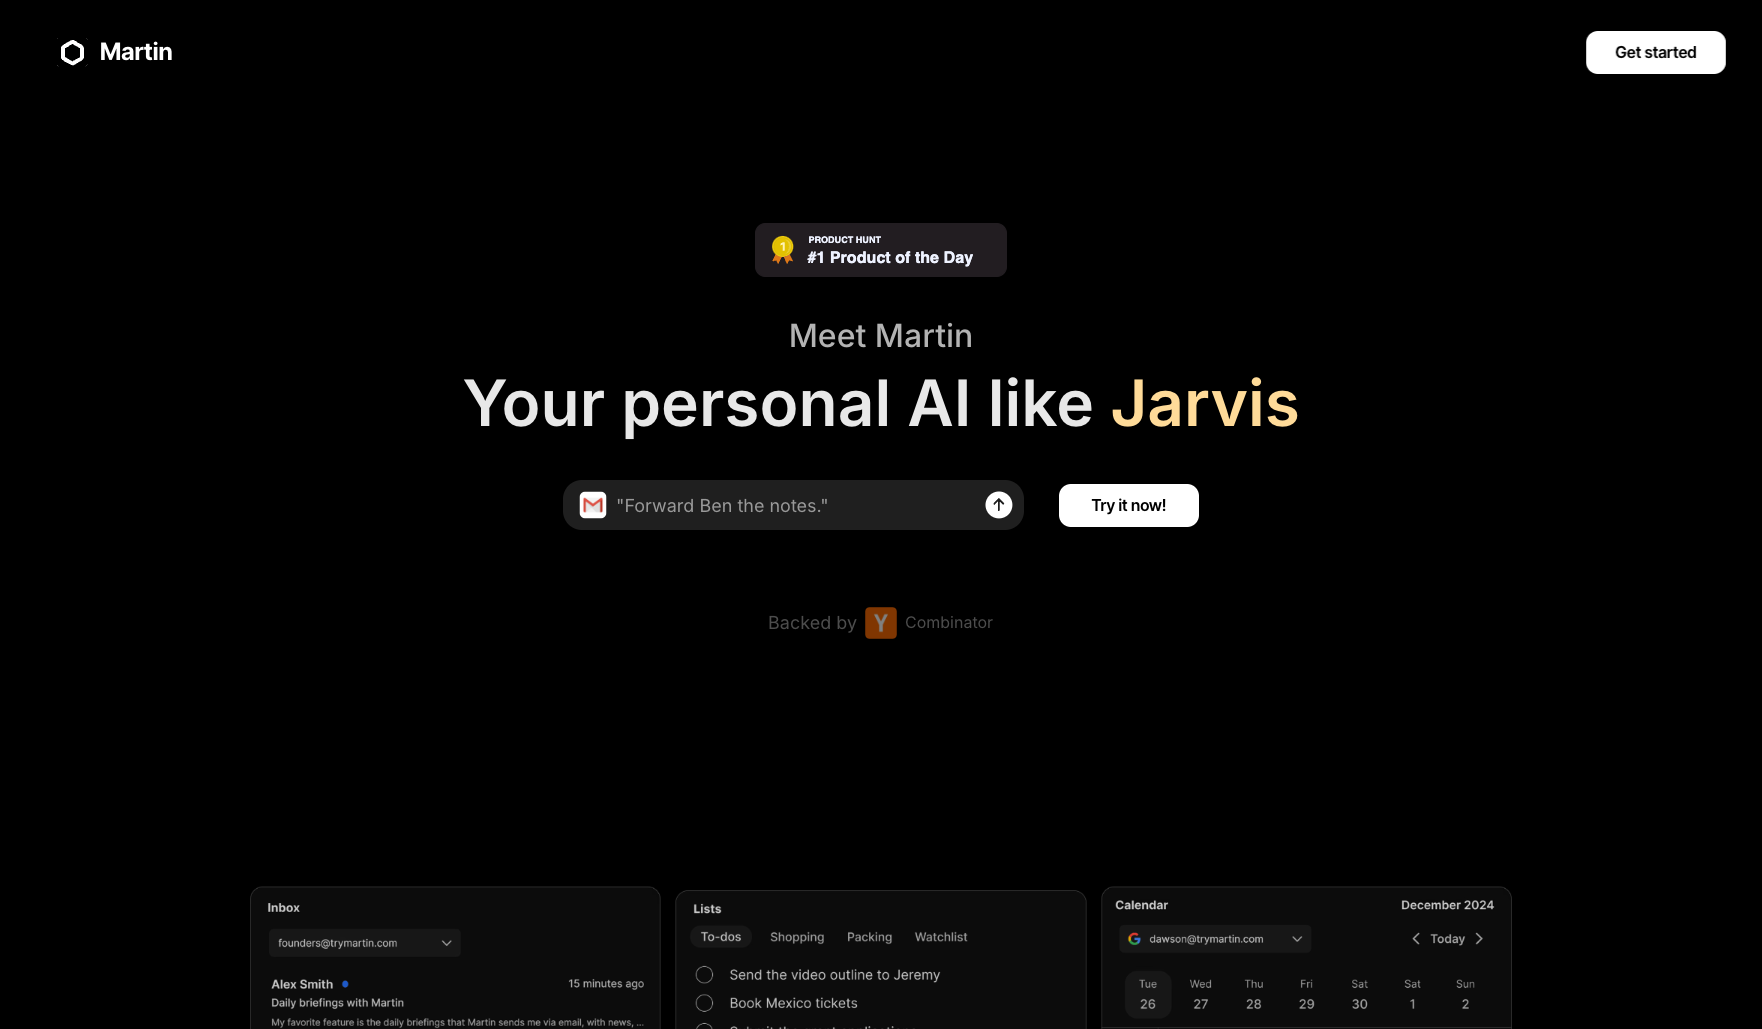 Martin
Get started
1
PRODUCT HUNT
#1 Product of the Day
Meet Martin
Your personal AI like Jarvis
"Forward Ben the notes."
Try it now!
Backed by Y Combinator
Inbox
founders@trymartin.com
Alex Smith
15 minutes ago
Daily briefings with Martin
My favorite feature is the daily briefings that Martin sends me via email, with news, ...
Lists
To-dos Shopping Packing Watchlist
Send the video outline to Jeremy
Book Mexico tickets
Calendar
December 2024
dawson@trymartin.com
Today
Tue Wed Thu Fri Sat Sat Sun
26 27 28 29 30 1 2